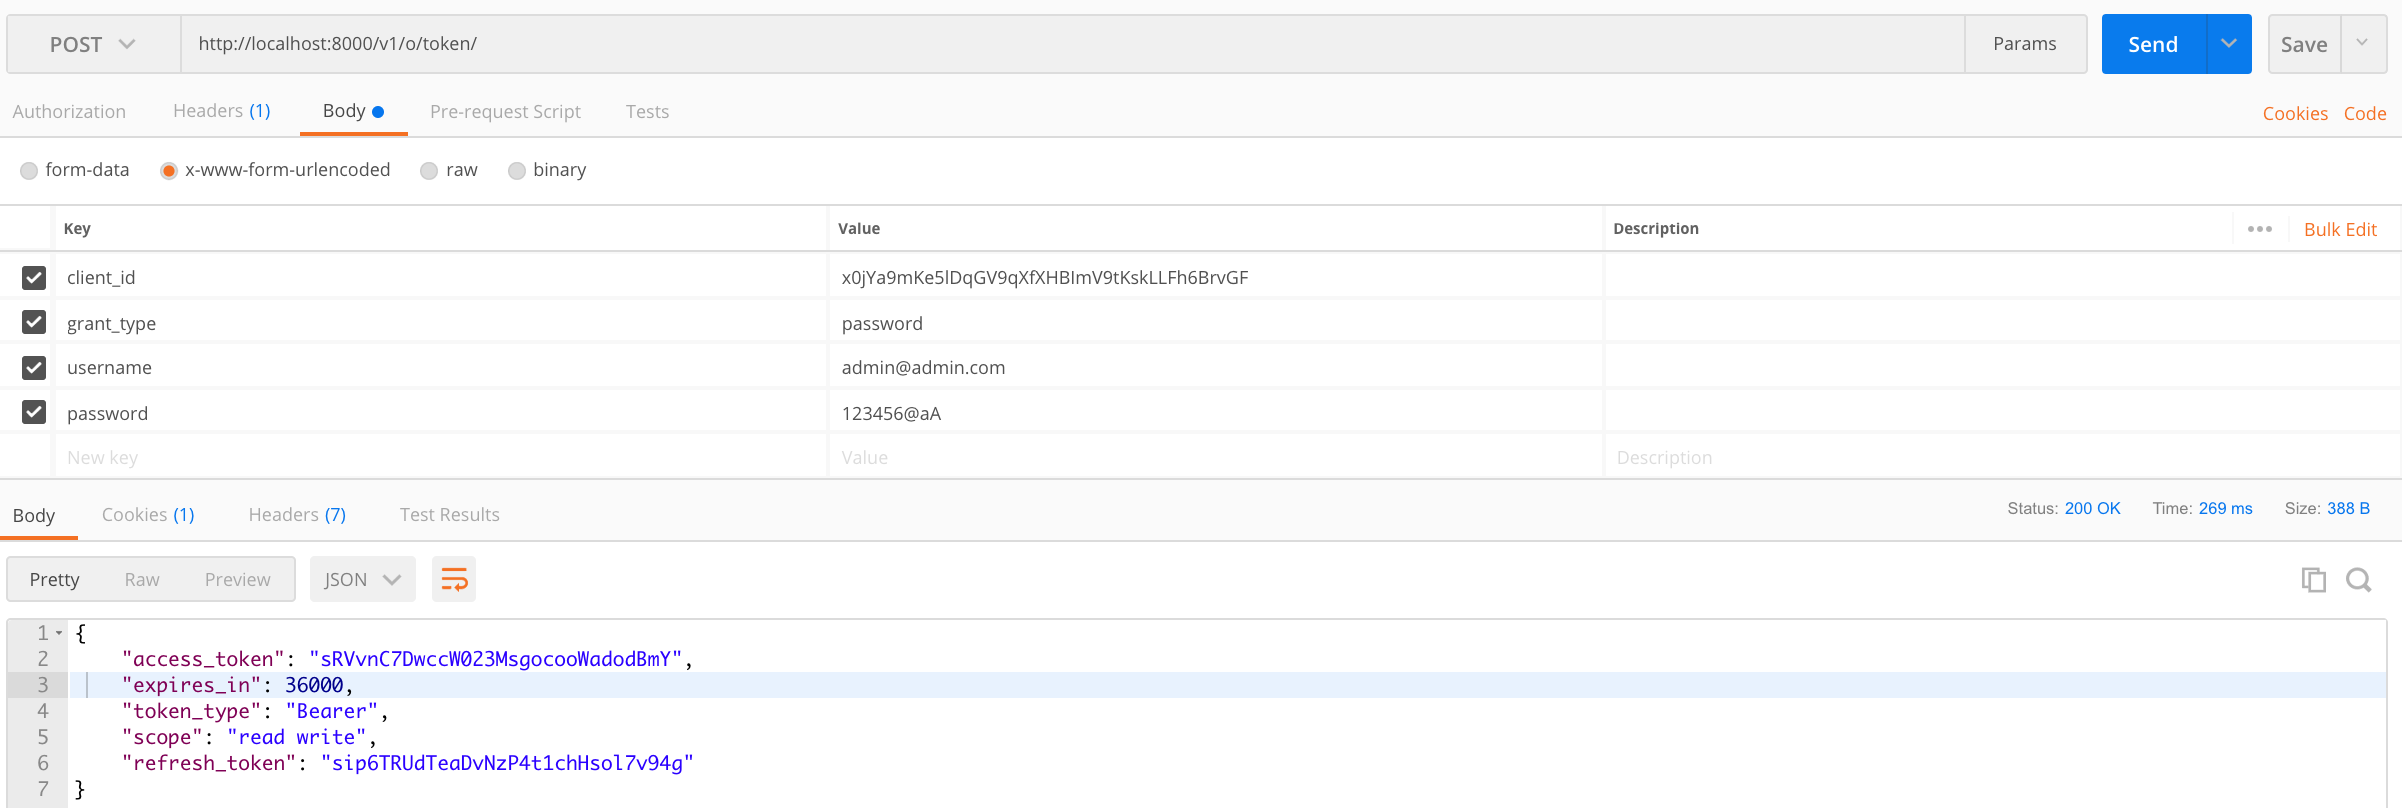 POST http://localhost:8000/v1/o/token/ Params Send Save
Authorization Headers (1) Body Pre-request Script Tests Cookies Code
form-data x-www-form-urlencoded raw binary
Key Value Description Bulk Edit
client_id x0jYa9mKe5lDqGV9qXfXHBImV9tKskLLFh6BrvGF
grant_type password
username admin@admin.com
password 123456@aA
New key Value Description
Body Cookies (1) Headers (7) Test Results Status: 200 OK Time: 269 ms Size: 388 B
Pretty Raw Preview JSON
1 {
2 "access_token": "sRVvnC7DwccW023MsgocooWadodBmY",
3 "expires_in": 36000,
4 "token_type": "Bearer",
5 "scope": "read write",
6 "refresh_token": "sip6TRUdTeaDvNzP4t1chHsol7v94g"
7 }